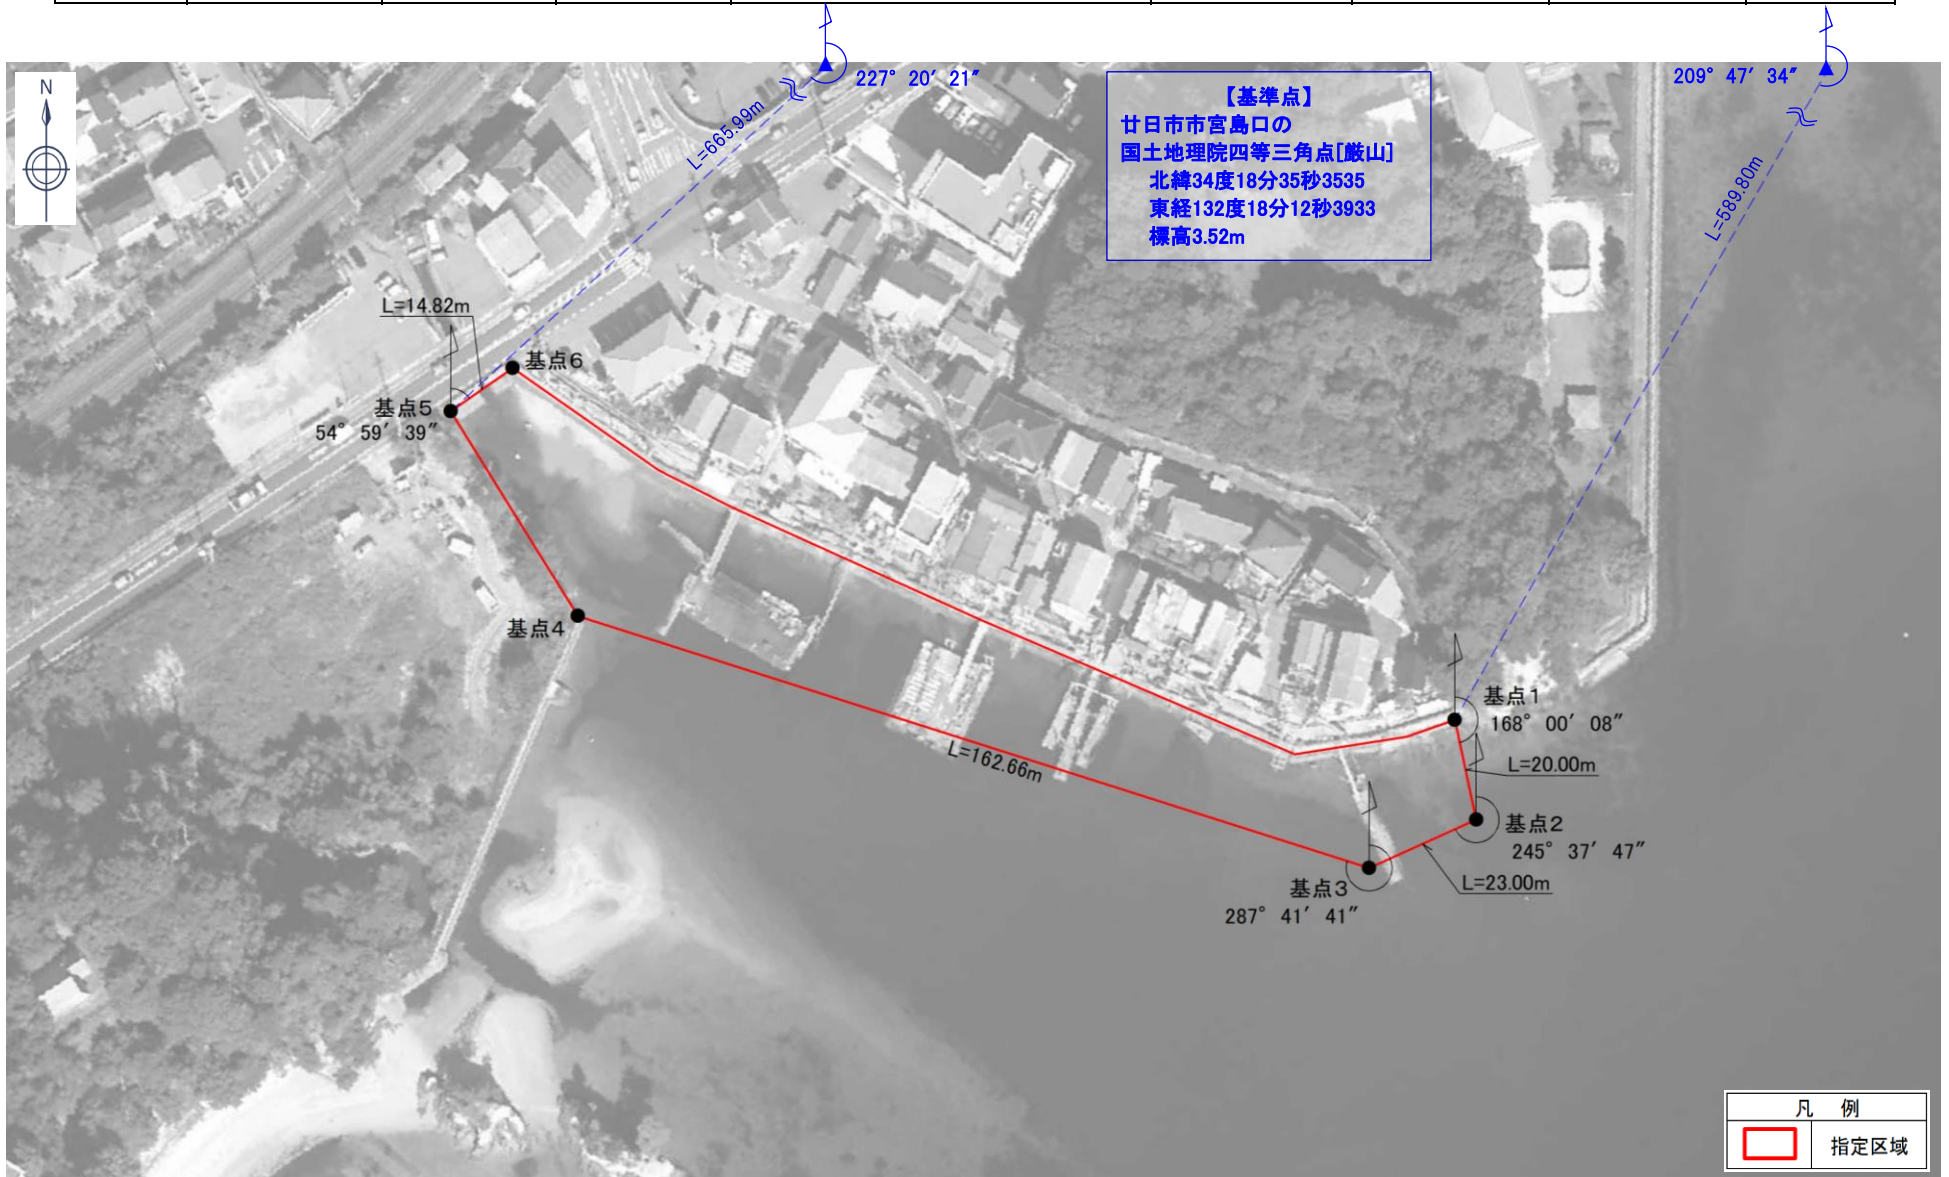 N
227° 20′ 21″
209° 47′ 34″
L=665.99m
L=589.80m
【基準点】
廿日市市宮島口の
国土地理院四等三角点[厳山]
北緯34度18分35秒3535
東経132度18分12秒3933
標高3.52m
L=14.82m
基点6
基点5
54° 59′ 39″
基点4
基点1
168° 00′ 08″
L=162.66m
L=20.00m
基点2
245° 37′ 47″
基点3
L=23.00m
287° 41′ 41″
凡 例
指定区域